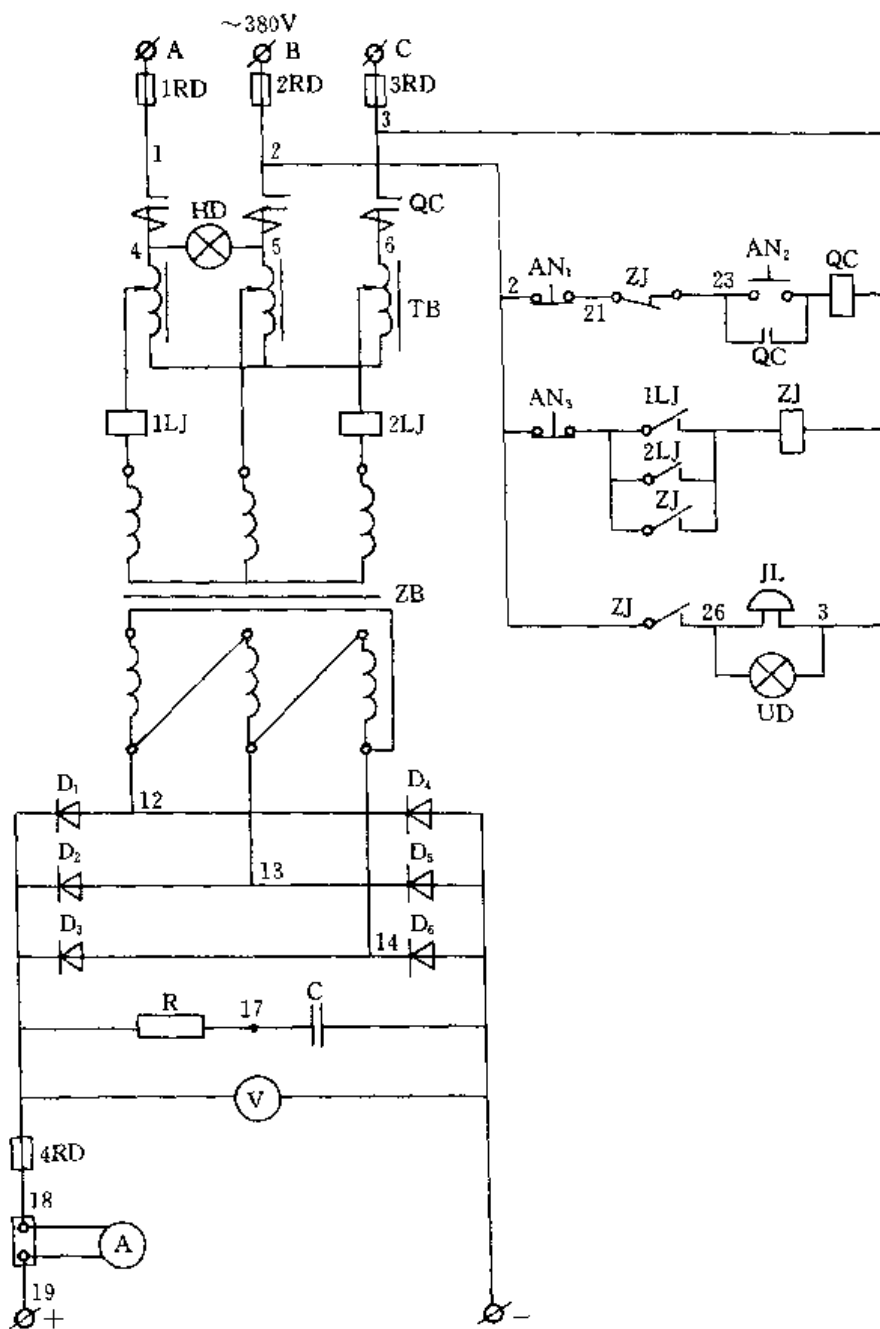 ~380V
A
B
C
1RD
2RD
3RD
3
1
2
HD
QC
4
5
6
TB
2
AN₁
21
ZJ
23
AN₂
QC
QC
1LJ
2LJ
AN₃
1LJ
ZJ
2LJ
ZJ
ZB
ZJ
26
JL
3
UD
D₁
12
D₄
D₂
13
D₅
D₃
14
D₆
R
17
C
V
4RD
18
A
19
+
-